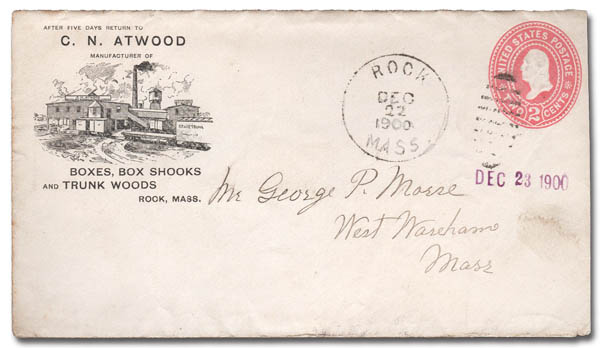 AFTER FIVE DAYS RETURN TO
C. N. ATWOOD
MANUFACTURER OF
BOXES, BOX SHOOKS
AND TRUNK WOODS
ROCK, MASS.
ROCK
DEC
22
1900
MASS.
UNITED STATES POSTAGE
2 CENTS
DEC 23 1900
Mr George P. Morse
West Wareham
Mass